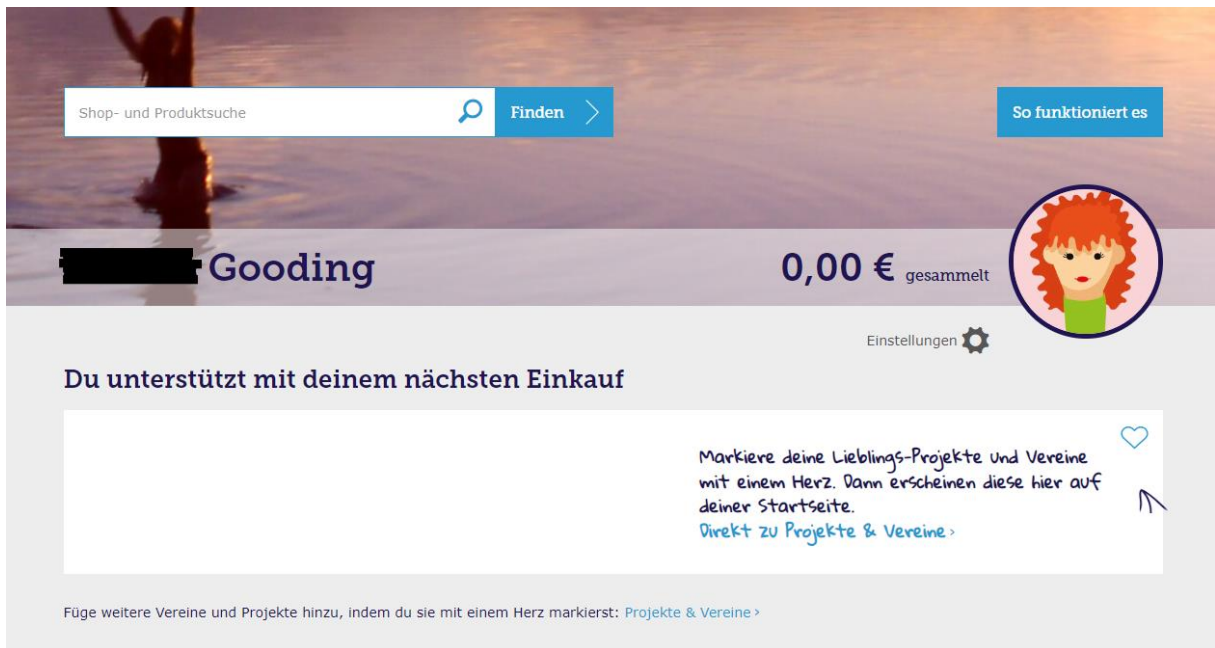 Shop- und Produktsuche
Finden
So funktioniert es
Gooding
0,00 € gesammelt
Einstellungen
Du unterstützt mit deinem nächsten Einkauf
Markiere deine Lieblings-Projekte und Vereine
mit einem Herz. Dann erscheinen diese hier auf
deiner Startseite.
Direkt zu Projekte & Vereine ›
Füge weitere Vereine und Projekte hinzu, indem du sie mit einem Herz markierst: Projekte & Vereine ›